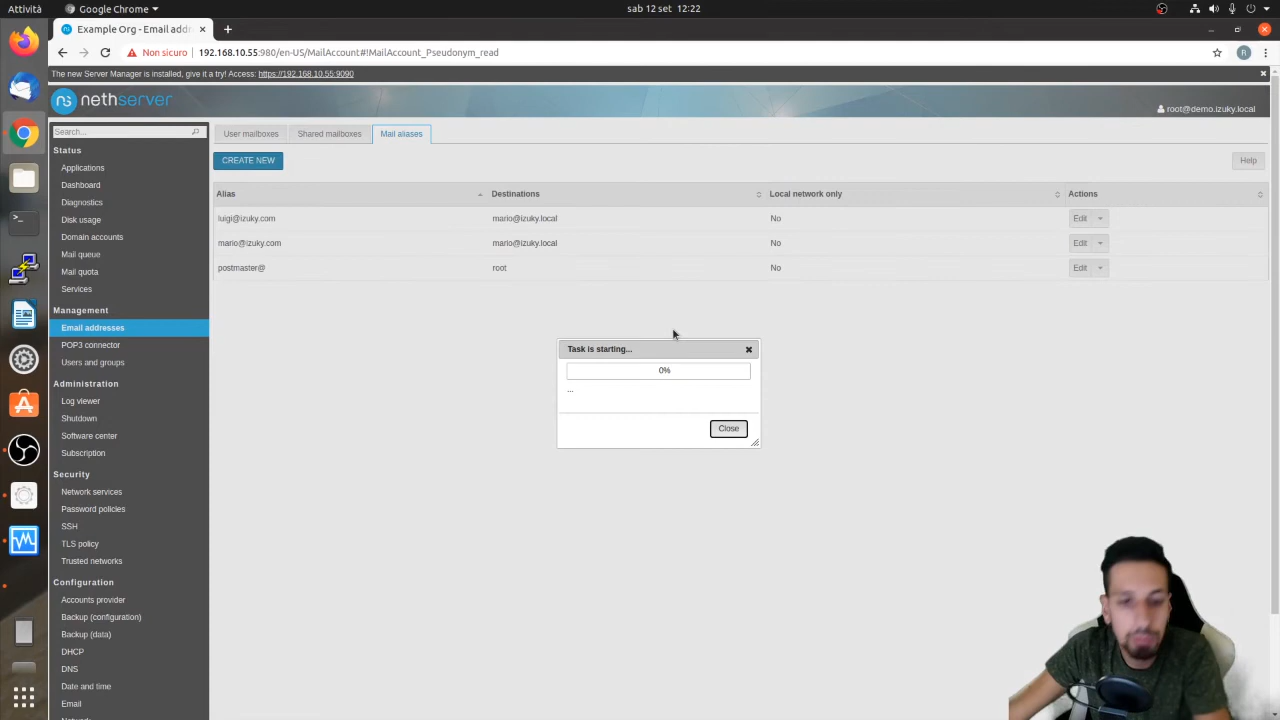 Attività
Google Chrome
sab 12 set 12:22
Example Org - Email addr
Non sicuro
192.168.10.55:980/en-US/MailAccount#!MailAccount_Pseudonym_read
R
The new Server Manager is installed, give it a try! Access: https://192.168.10.55:9090
ns nethserver
root@demo.izuky.local
Search...
User mailboxes
Shared mailboxes
Mail aliases
CREATE NEW
Help
Alias
Destinations
Local network only
Actions
luigi@izuky.com
mario@izuky.local
No
Edit
mario@izuky.com
mario@izuky.local
No
Edit
postmaster@
root
No
Edit
Status
Applications
Dashboard
Diagnostics
Disk usage
Domain accounts
Mail queue
Mail quota
Services
Management
Email addresses
POP3 connector
Users and groups
Administration
Log viewer
Shutdown
Software center
Subscription
Security
Network services
Password policies
SSH
TLS policy
Trusted networks
Configuration
Accounts provider
Backup (configuration)
Backup (data)
DHCP
DNS
Date and time
Email
Task is starting...
0%
...
Close